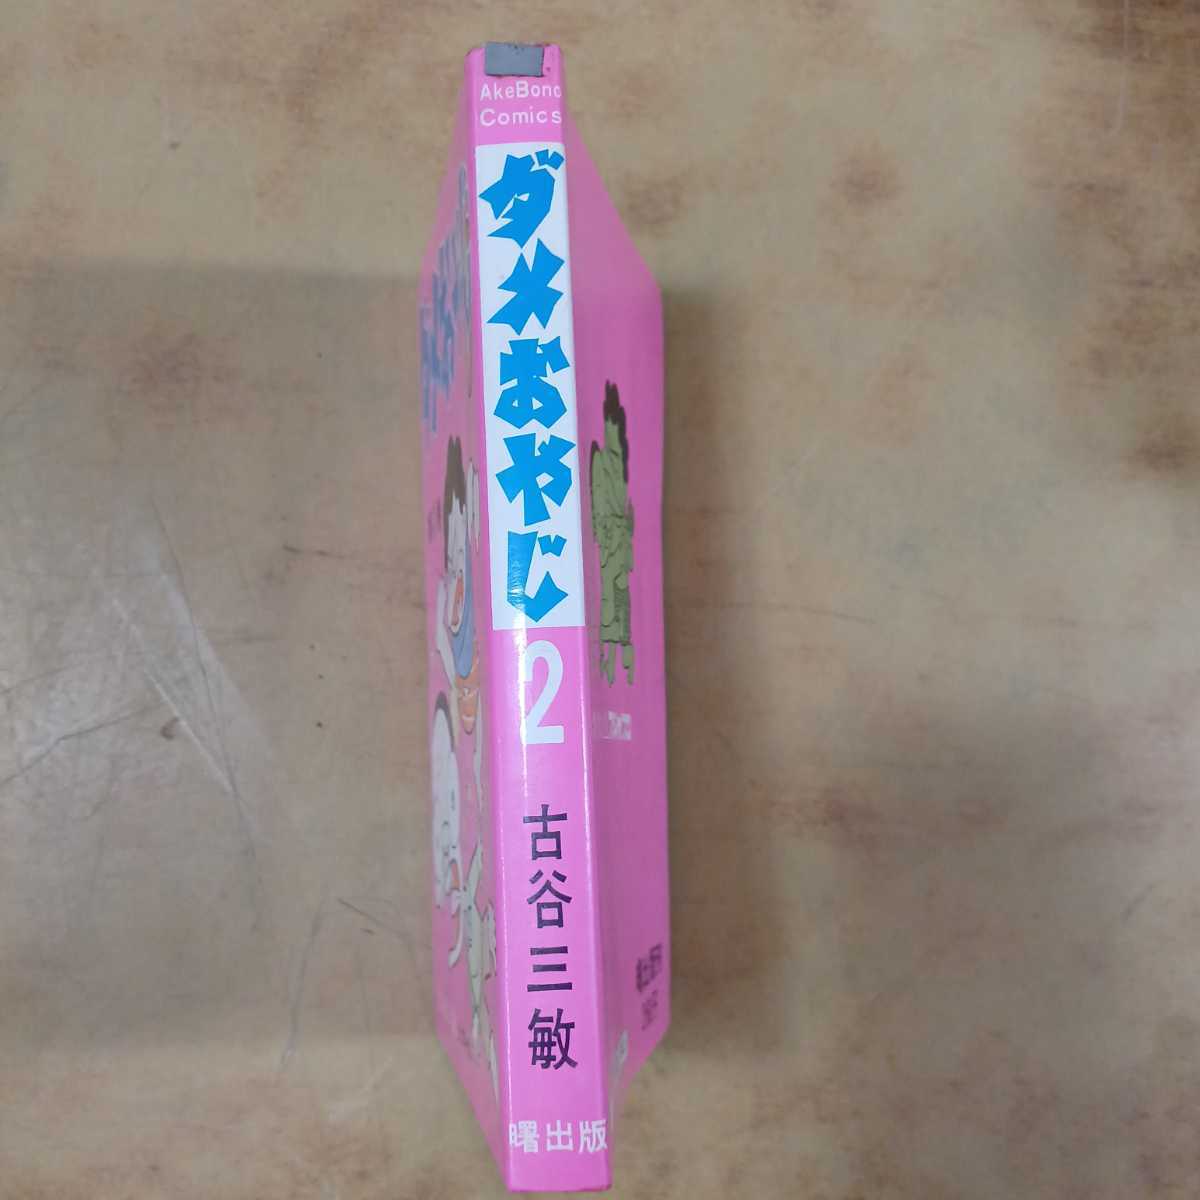 AkeBono
Comics
ダメおやじ
2
古谷三敏
曙出版